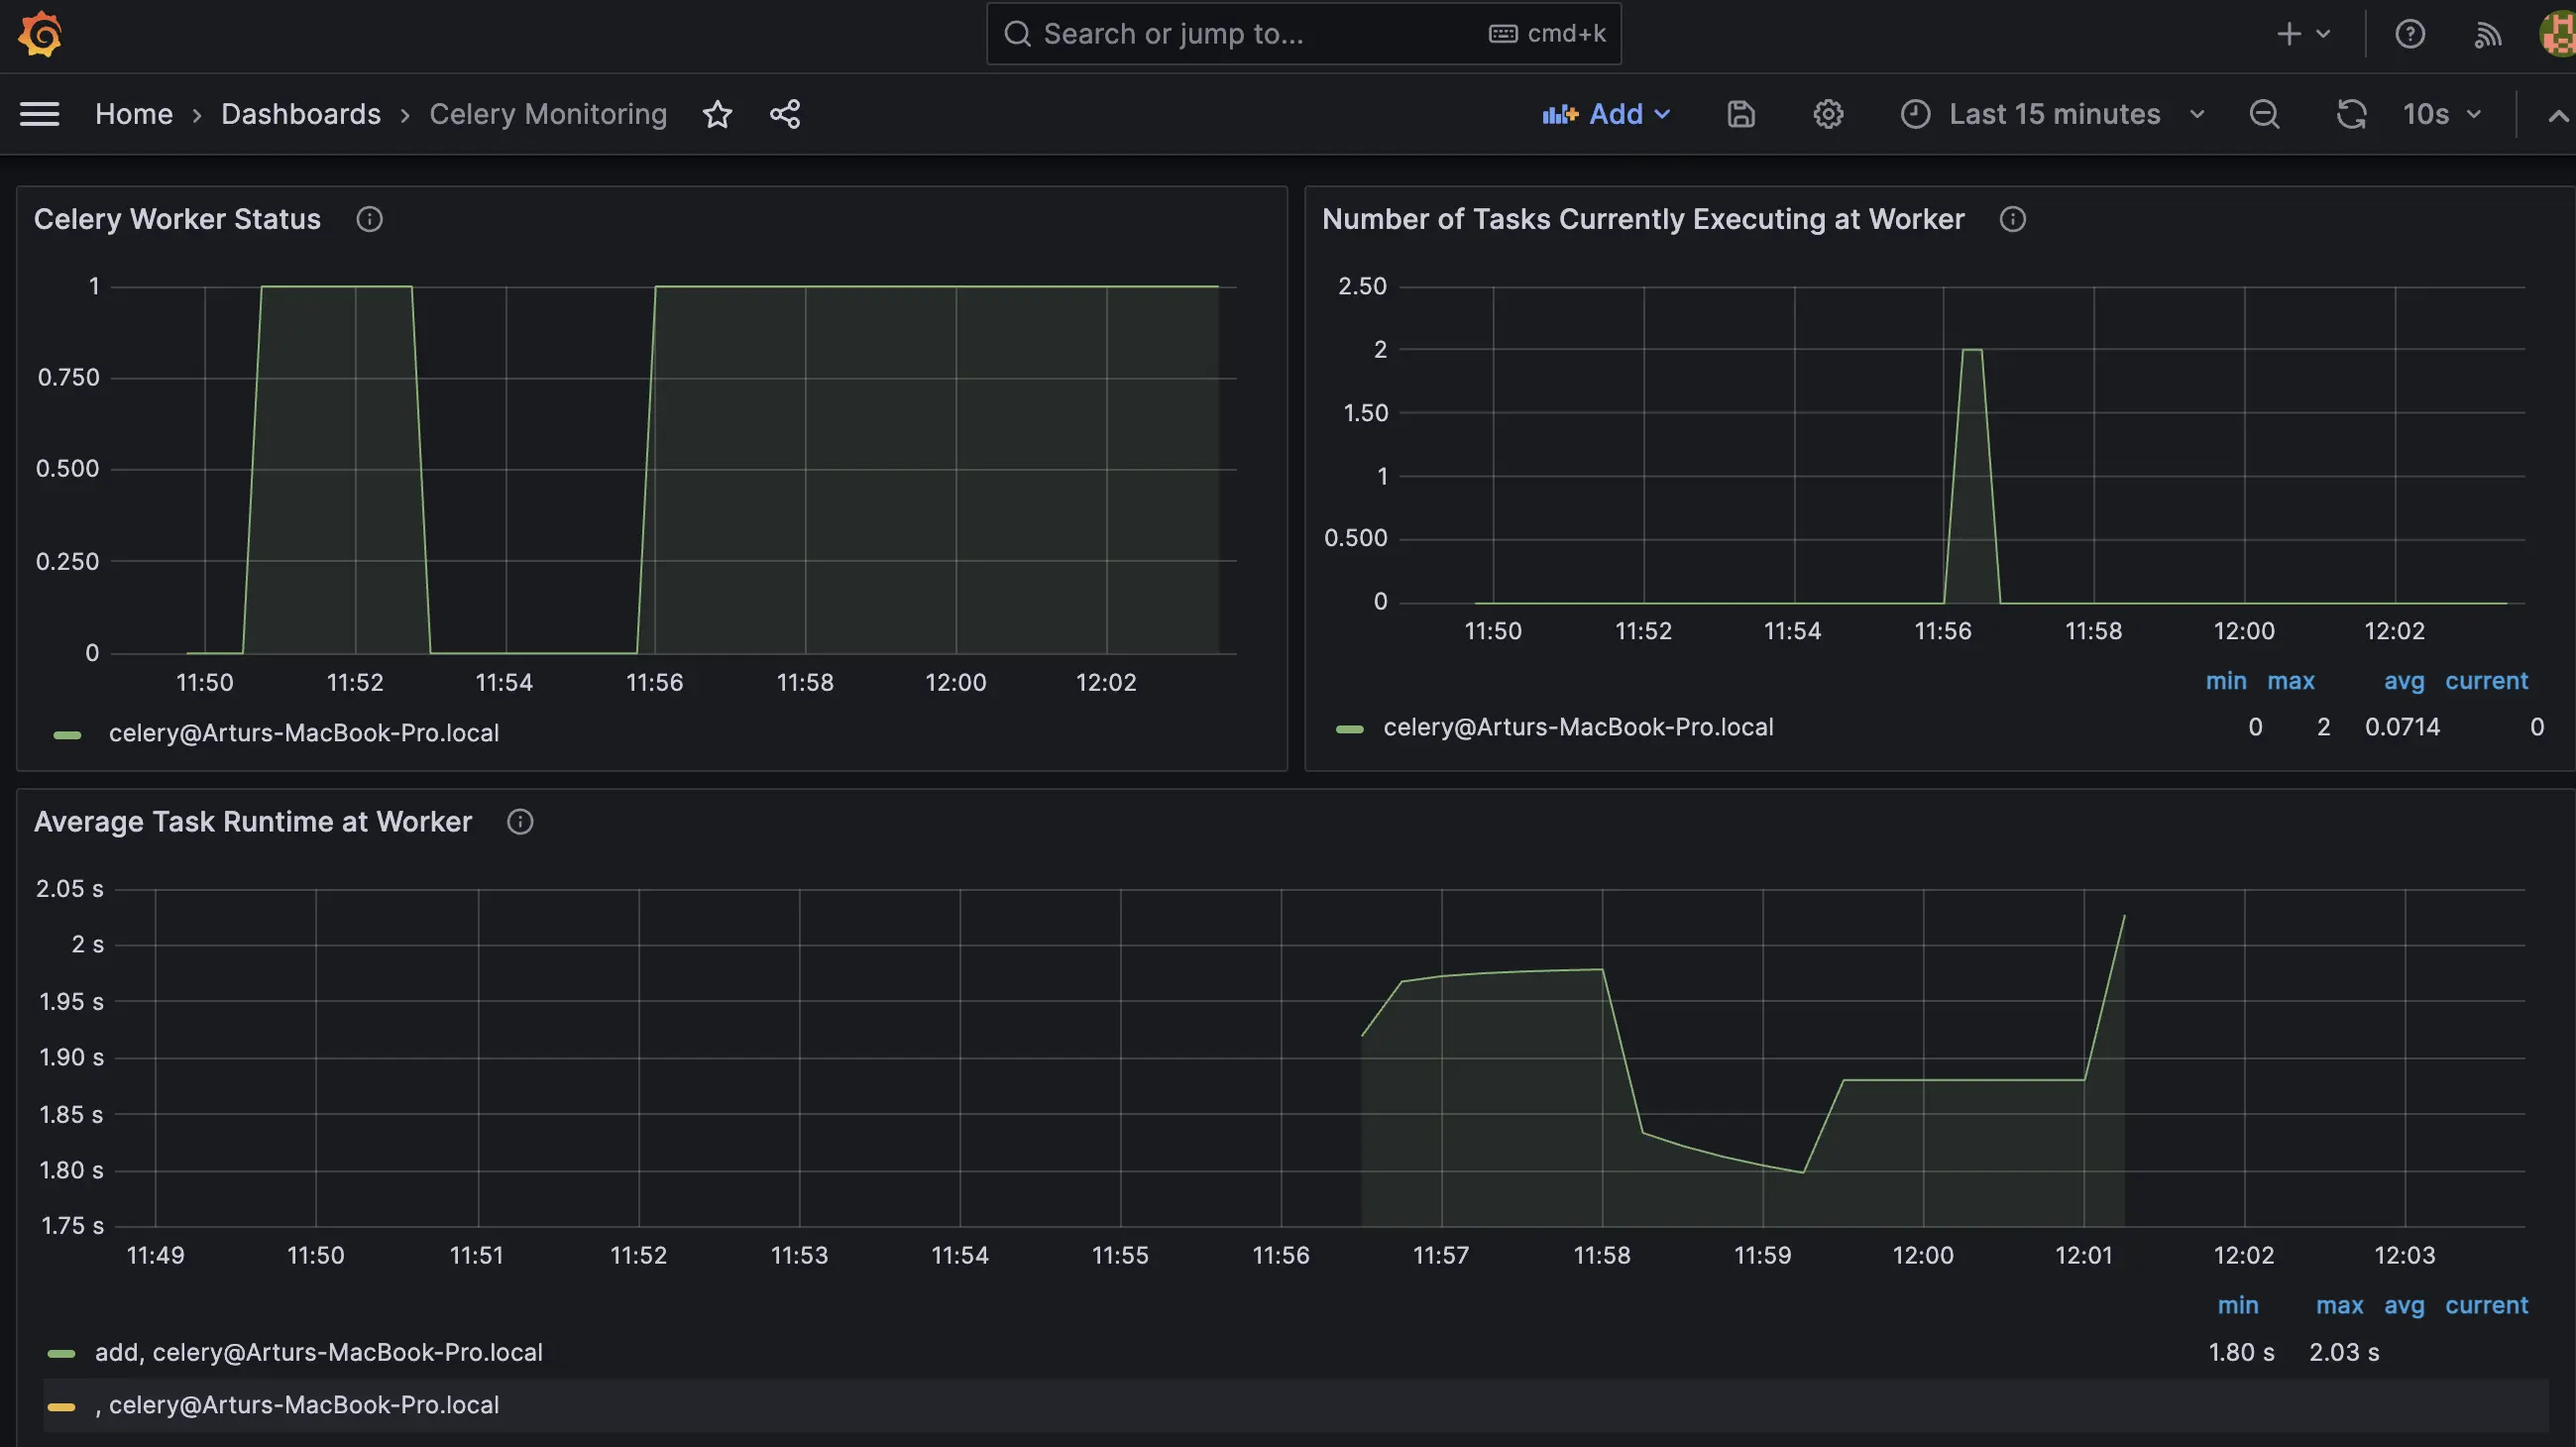 Search or jump to... cmd+k
Home › Dashboards › Celery Monitoring Add Last 15 minutes 10s
Celery Worker Status
1
0.750
0.500
0.250
0
11:50 11:52 11:54 11:56 11:58 12:00 12:02
celery@Arturs-MacBook-Pro.local
Number of Tasks Currently Executing at Worker
2.50
2
1.50
1
0.500
0
11:50 11:52 11:54 11:56 11:58 12:00 12:02
min max avg current
celery@Arturs-MacBook-Pro.local 0 2 0.0714 0
Average Task Runtime at Worker
2.05 s
2 s
1.95 s
1.90 s
1.85 s
1.80 s
1.75 s
11:49 11:50 11:51 11:52 11:53 11:54 11:55 11:56 11:57 11:58 11:59 12:00 12:01 12:02 12:03
min max avg current
add, celery@Arturs-MacBook-Pro.local 1.80 s 2.03 s
, celery@Arturs-MacBook-Pro.local